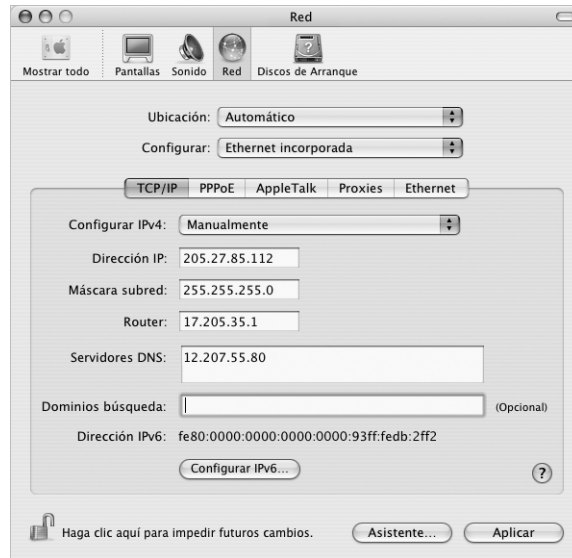 Red
Mostrar todo Pantallas Sonido Red Discos de Arranque
Ubicación: Automático
Configurar: Ethernet incorporada
TCP/IP PPPoE AppleTalk Proxies Ethernet
Configurar IPv4: Manualmente
Dirección IP: 205.27.85.112
Máscara subred: 255.255.255.0
Router: 17.205.35.1
Servidores DNS: 12.207.55.80
Dominios búsqueda: (Opcional)
Dirección IPv6: fe80:0000:0000:0000:0000:93ff:fedb:2ff2
Configurar IPv6... ?
Haga clic aquí para impedir futuros cambios. Asistente... Aplicar